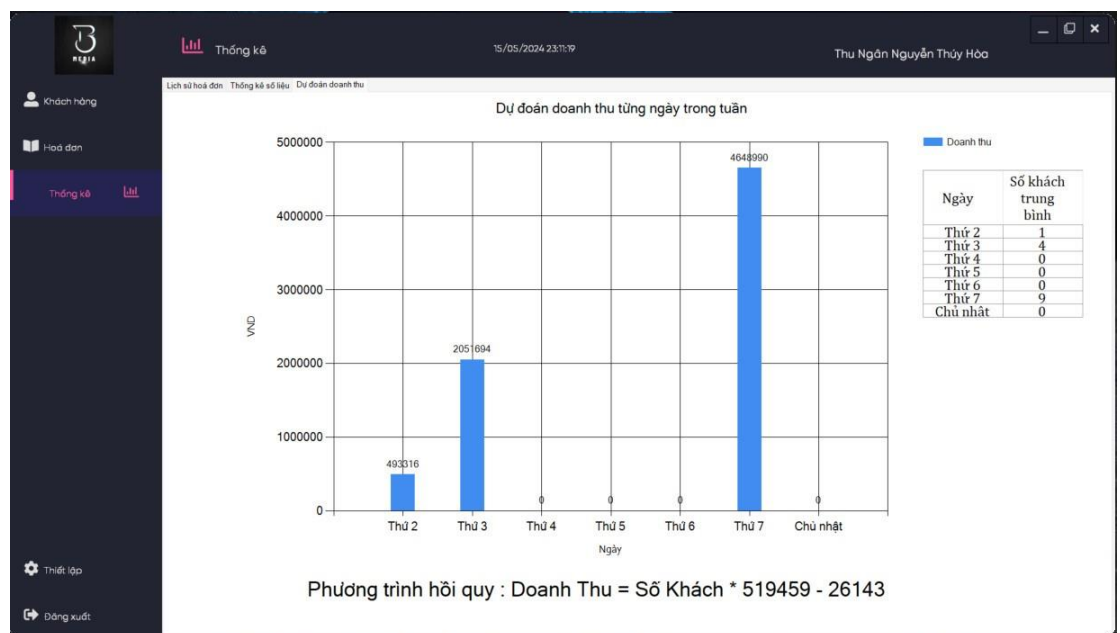 B
MEDIA
Thống kê
15/05/2024 23:11:19
Thu Ngân Nguyễn Thúy Hòa
Khách hàng
Hoá đơn
Thống kê
Thiết lập
Đăng xuất
Lịch sử hoá đơn Thống kê số liệu Dự đoán doanh thu
Dự đoán doanh thu từng ngày trong tuần
Doanh thu
5000000
4000000
3000000
2000000
1000000
0
VND
493316
2051694
0
0
0
4648990
0
Thứ 2 Thứ 3 Thứ 4 Thứ 5 Thứ 6 Thứ 7 Chủ nhật
Ngày
Ngày Số khách
trung
bình
Thứ 2 1
Thứ 3 4
Thứ 4 0
Thứ 5 0
Thứ 6 0
Thứ 7 9
Chủ nhât 0
Phương trình hồi quy : Doanh Thu = Số Khách * 519459 - 26143